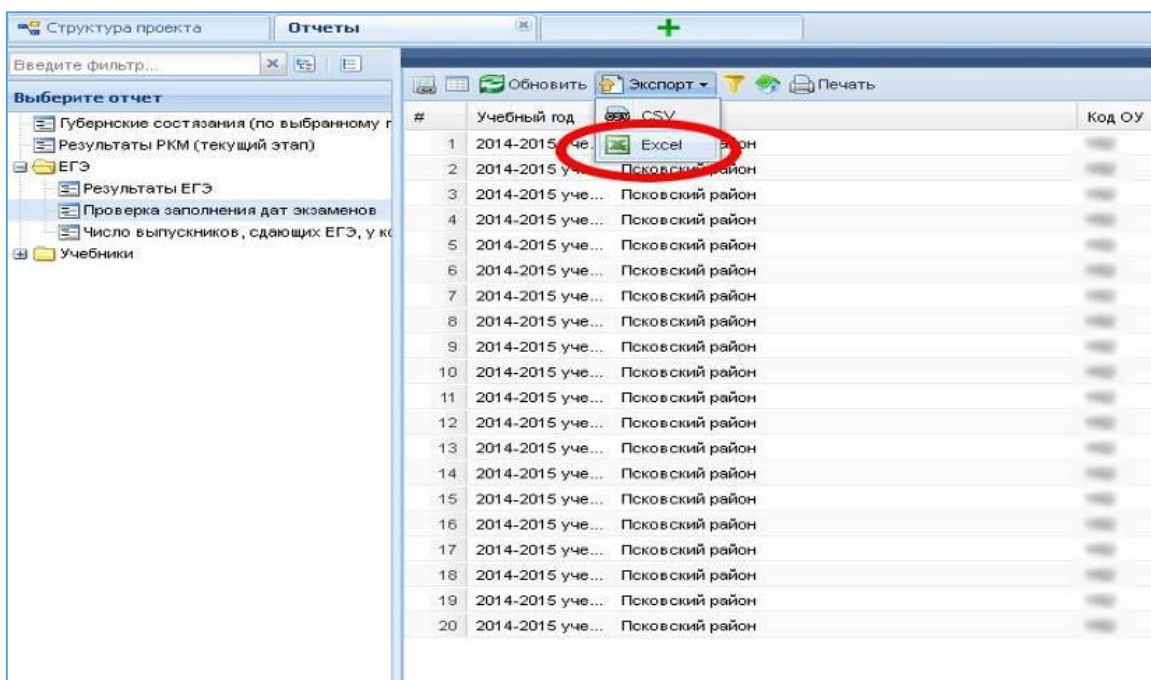 Структура проекта
Отчеты
Введите фильтр...
Обновить
Экспорт
Печать
Выберите отчет
Губернские состязания (по выбранному г
Результаты РКМ (текущий этап)
ЕГЭ
Результаты ЕГЭ
Проверка заполнения дат экзаменов
Число выпускников, сдающих ЕГЭ, у ко
Учебники
CSV
Excel
# Учебный год Код ОУ
1 2014-2015 уче.
2 2014-2015 Псковский район
3 2014-2015 уче... Псковский район
4 2014-2015 уче... Псковский район
5 2014-2015 уче... Псковский район
6 2014-2015 уче... Псковский район
7 2014-2015 уче... Псковский район
8 2014-2015 уче... Псковский район
9 2014-2015 уче... Псковский район
10 2014-2015 уче... Псковский район
11 2014-2015 уче... Псковский район
12 2014-2015 уче... Псковский район
13 2014-2015 уче... Псковский район
14 2014-2015 уче... Псковский район
15 2014-2015 уче... Псковский район
16 2014-2015 уче... Псковский район
17 2014-2015 уче... Псковский район
18 2014-2015 уче... Псковский район
19 2014-2015 уче... Псковский район
20 2014-2015 уче... Псковский район